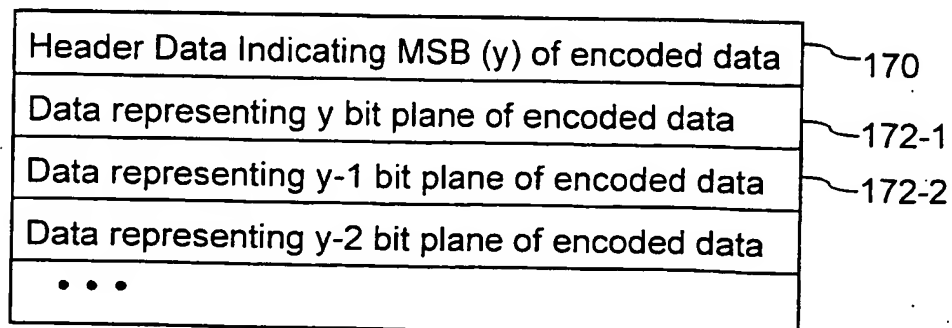 Header Data Indicating MSB (y) of encoded data 170
Data representing y bit plane of encoded data 172-1
Data representing y-1 bit plane of encoded data 172-2
Data representing y-2 bit plane of encoded data
• • •